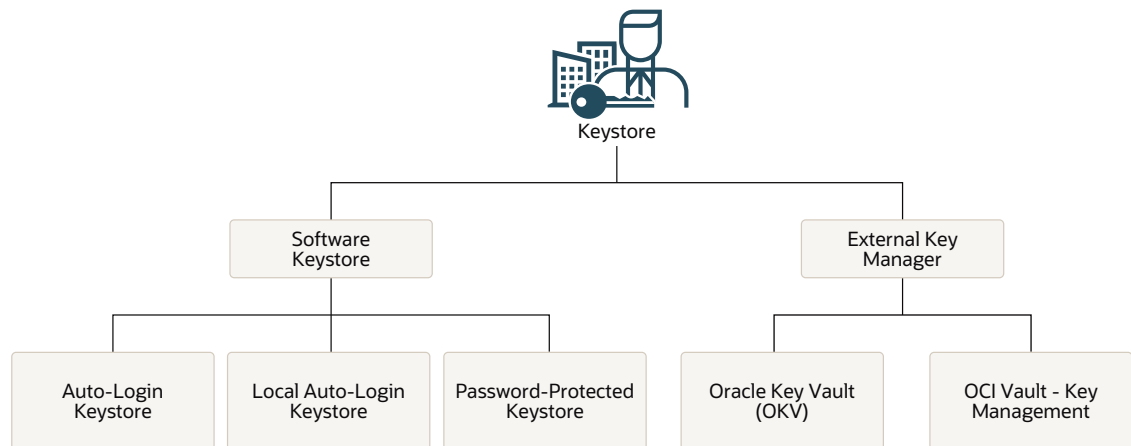 Keystore
Software
Keystore
External Key
Manager
Auto-Login
Keystore
Local Auto-Login
Keystore
Password-Protected
Keystore
Oracle Key Vault
(OKV)
OCI Vault - Key
Management